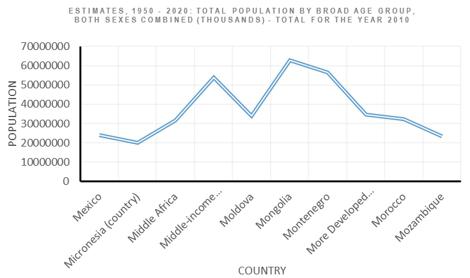 ESTIMATES, 1950 - 2020: TOTAL POPULATION BY BROAD AGE GROUP,
BOTH SEXES COMBINED (THOUSANDS) - TOTAL FOR THE YEAR 2010
70000000
60000000
50000000
40000000
30000000
20000000
10000000
0
POPULATION
Mexico
Micronesia (country)
Middle Africa
Middle-income...
Moldova
Mongolia
Montenegro
More Developed...
Morocco
Mozambique
COUNTRY